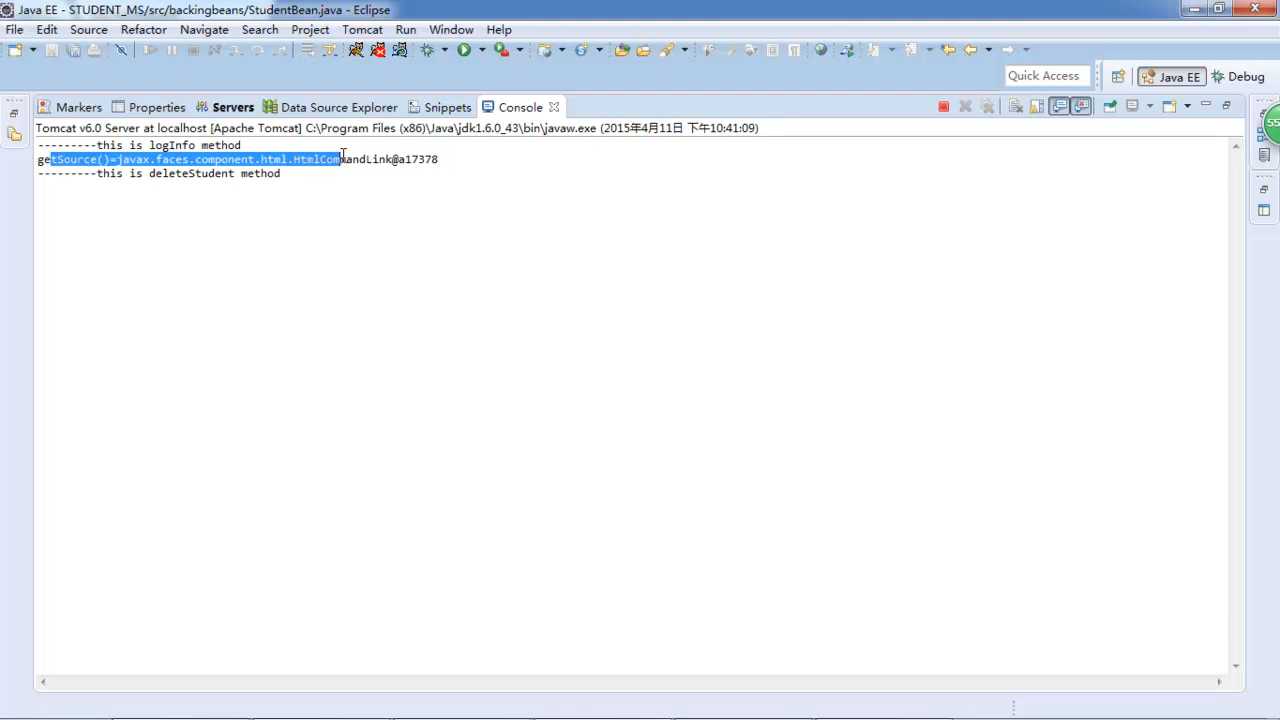 Java EE - STUDENT_MS/src/backingbeans/StudentBean.java - Eclipse
File Edit Source Refactor Navigate Search Project Tomcat Run Window Help
Quick Access Java EE Debug
Markers Properties Servers Data Source Explorer Snippets Console
Tomcat v6.0 Server at localhost [Apache Tomcat] C:\Program Files (x86)\Java\jdk1.6.0_43\bin\javaw.exe (2015年4月11日 下午10:41:09)
---------this is logInfo method
getSource()=javax.faces.component.html.HtmlCommandLink@a17378
---------this is deleteStudent method
55